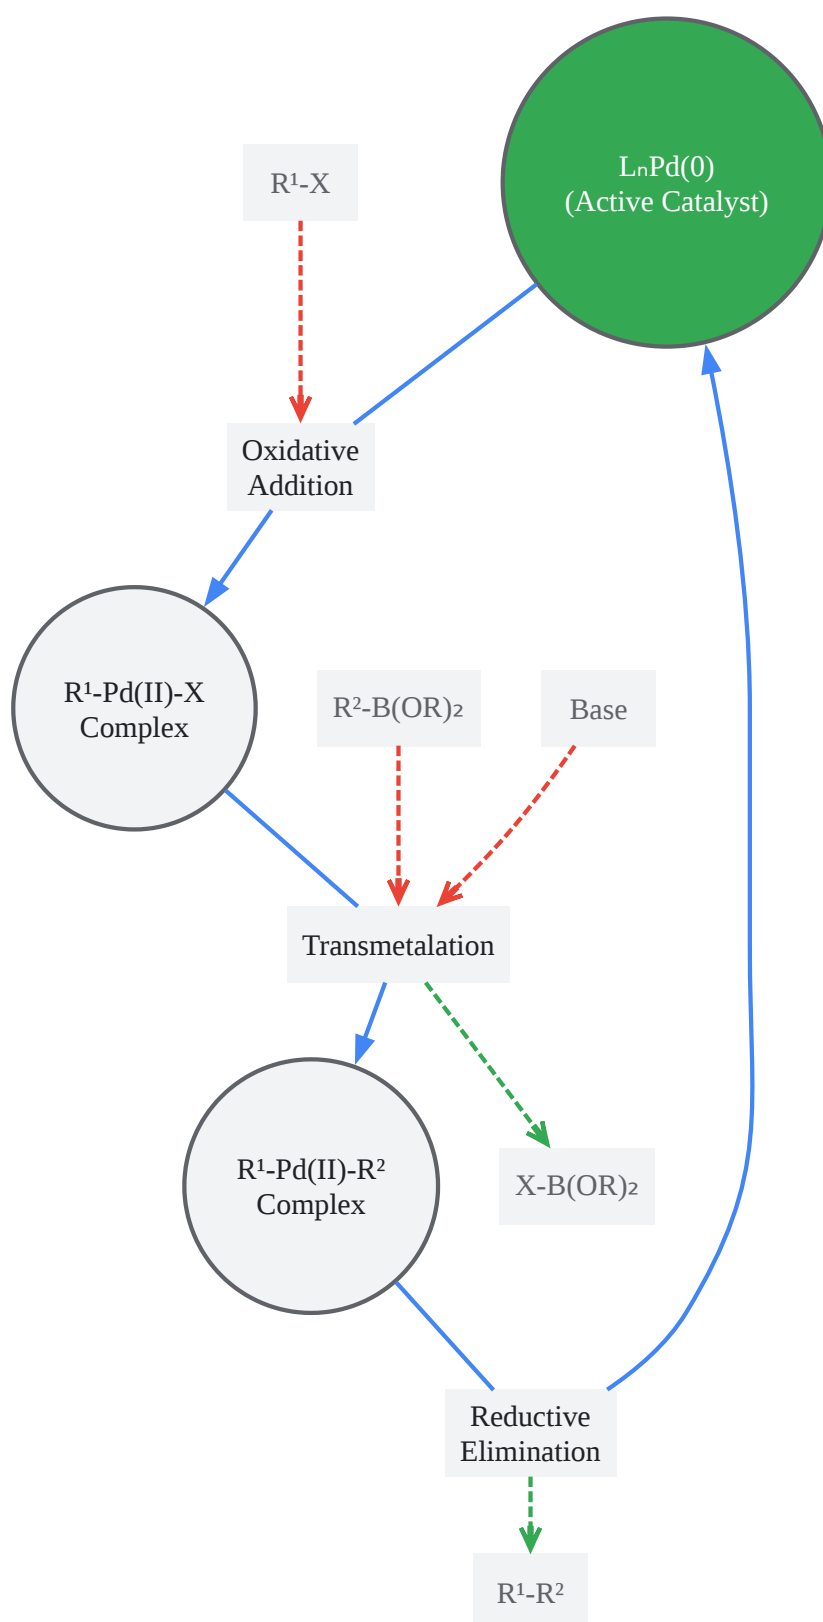 LₙPd(0)
(Active Catalyst)
R¹-X
Oxidative
Addition
R¹-Pd(II)-X
Complex
R²-B(OR)₂
Base
Transmetalation
R¹-Pd(II)-R²
Complex
X-B(OR)₂
Reductive
Elimination
R¹-R²